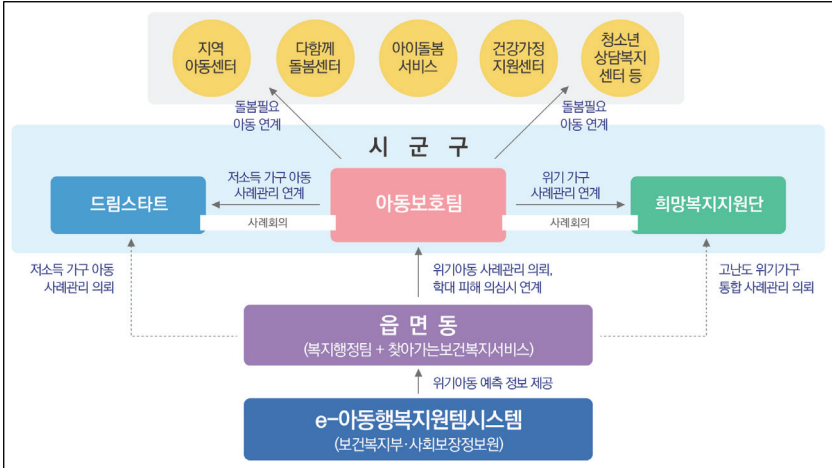 지역
아동센터
다함께
돌봄센터
아이돌봄
서비스
건강가정
지원센터
청소년
상담복지
센터 등
돌봄필요
아동 연계
돌봄필요
아동 연계
시 군 구
저소득 가구 아동
사례관리 연계
위기 가구
사례관리 연계
드림스타트
아동보호팀
희망복지지원단
사례회의
사례회의
저소득 가구 아동
사례관리 의뢰
위기아동 사례관리 의뢰,
학대 피해 의심시 연계
고난도 위기가구
통합 사례관리 의뢰
읍 면 동
(복지행정팀 + 찾아가는보건복지서비스)
위기아동 예측 정보 제공
e-아동행복지원템시스템
(보건복지부·사회보장정보원)